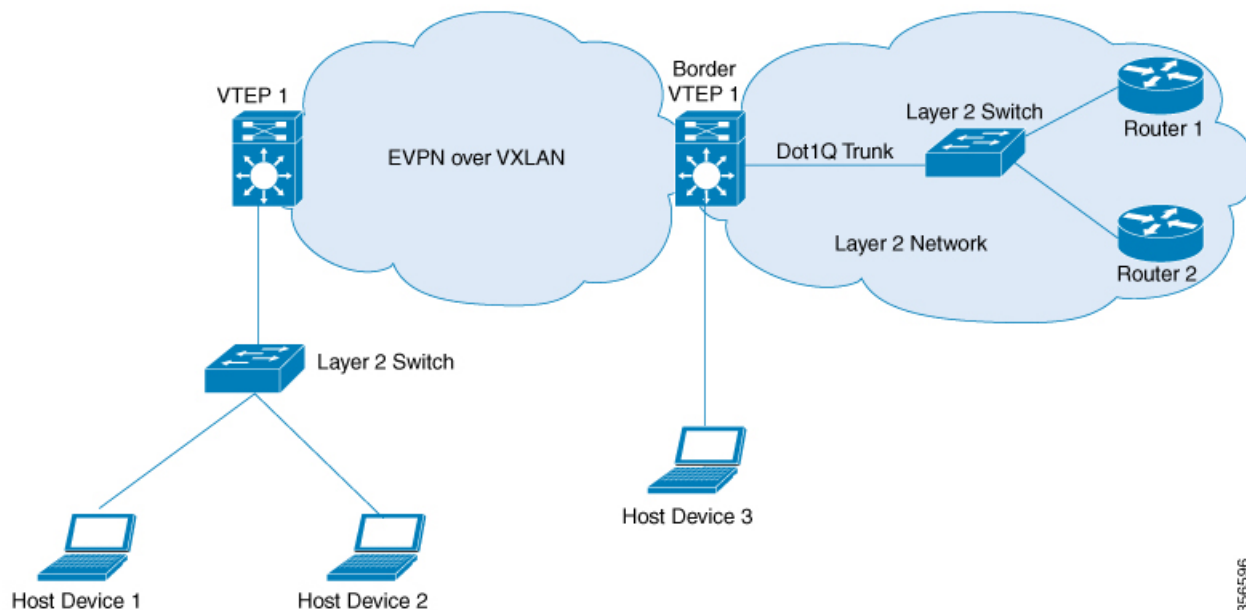 VTEP 1
EVPN over VXLAN
Border
VTEP 1
Dot1Q Trunk
Layer 2 Switch
Router 1
Router 2
Layer 2 Network
Layer 2 Switch
Host Device 1
Host Device 2
Host Device 3
356596